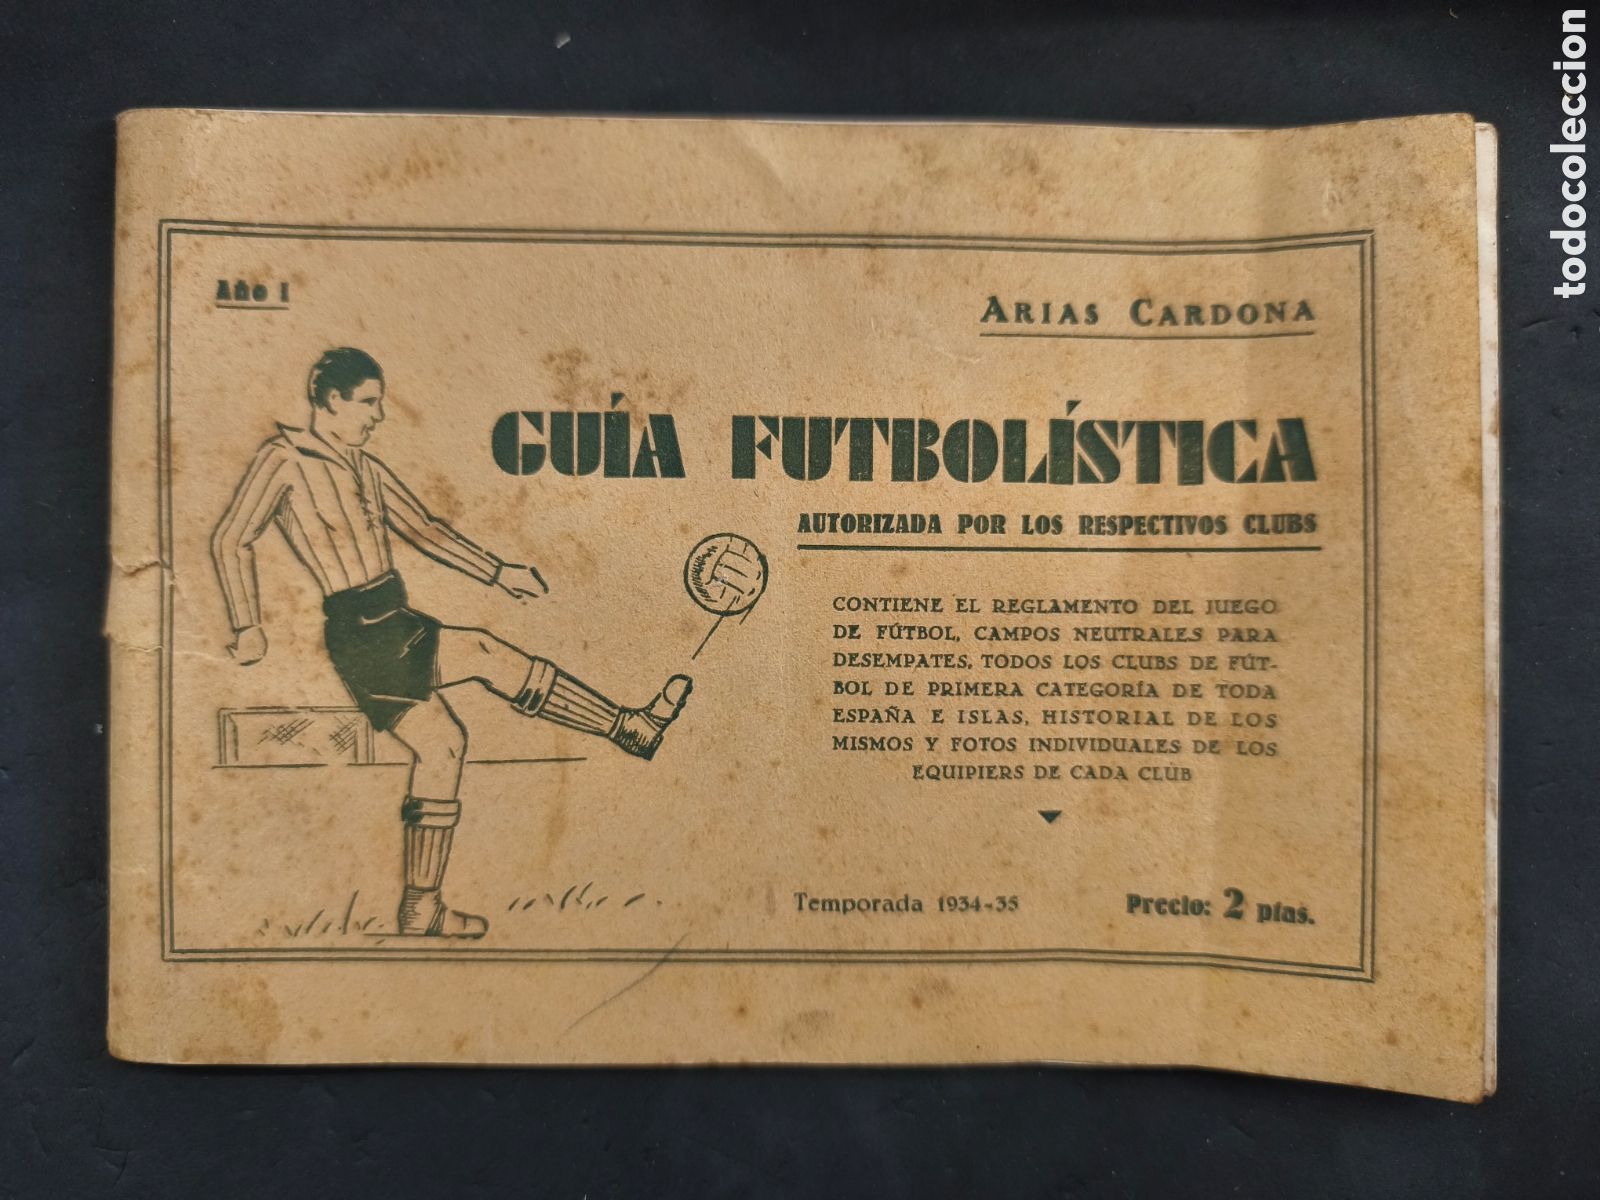 todocoleccion
Año I
ARIAS CARDONA
GUÍA FUTBOLÍSTICA
AUTORIZADA POR LOS RESPECTIVOS CLUBS
CONTIENE EL REGLAMENTO DEL JUEGO
DE FÚTBOL, CAMPOS NEUTRALES PARA
DESEMPATES, TODOS LOS CLUBS DE FÚT-
BOL DE PRIMERA CATEGORÍA DE TODA
ESPAÑA E ISLAS, HISTORIAL DE LOS
MISMOS Y FOTOS INDIVIDUALES DE LOS
EQUIPIERS DE CADA CLUB
Temporada 1934-35
Precio: 2 ptas.